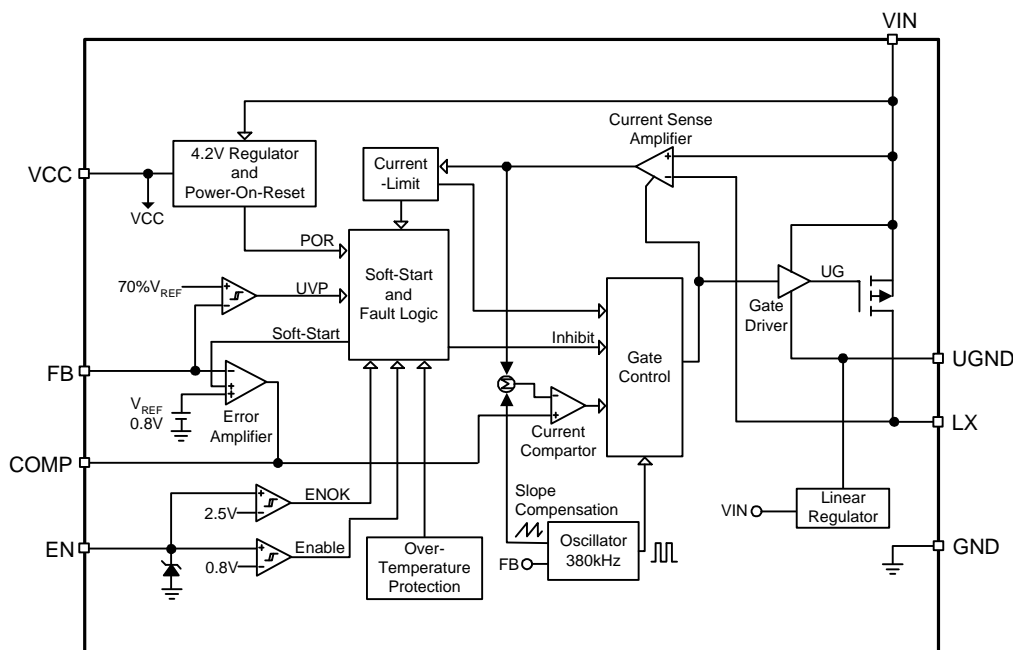 VIN
Current Sense
Amplifier
4.2V Regulator
and
Power-On-Reset
Current
-Limit
VCC
VCC
POR
Soft-Start
and
Fault Logic
UG
Gate
Driver
70%VREF
UVP
Soft-Start
Inhibit
Gate
Control
UGND
FB
VREF
0.8V
Error
Amplifier
Σ
Current
Compartor
LX
COMP
ENOK
2.5V
Slope
Compensation
Linear
Regulator
VIN
EN
Enable
0.8V
Over-
Temperature
Protection
Oscillator
380kHz
FB
GND